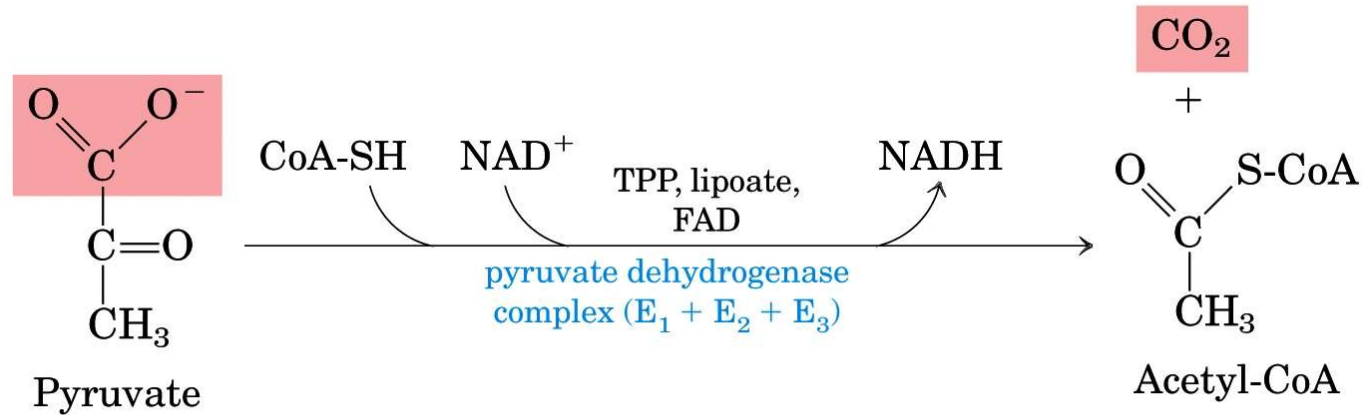 O O⁻
C
C=O
CH₃
Pyruvate
CoA-SH NAD⁺
TPP, lipoate,
FAD
NADH
pyruvate dehydrogenase
complex (E₁ + E₂ + E₃)
CO₂
+
O S-CoA
C
CH₃
Acetyl-CoA